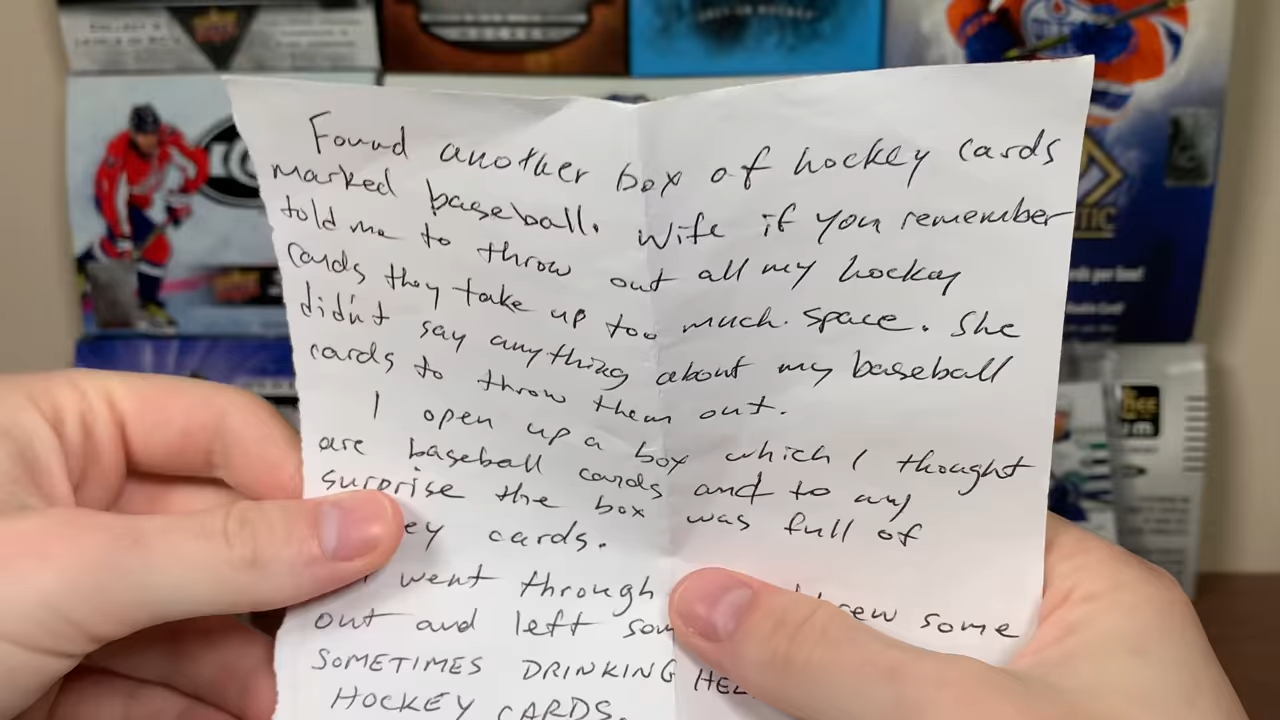 Found another box of hockey cards
marked baseball. Wife if you remember
told me to throw out all my hockey
cards they take up too much space. She
didn't say anything about my baseball
cards to throw them out.
I open up a box which I thought
are baseball cards and to any
surprise the box was full of
cards.
went through some
out and left
SOMETIMES DRINKING
HOCKEY CARDS.